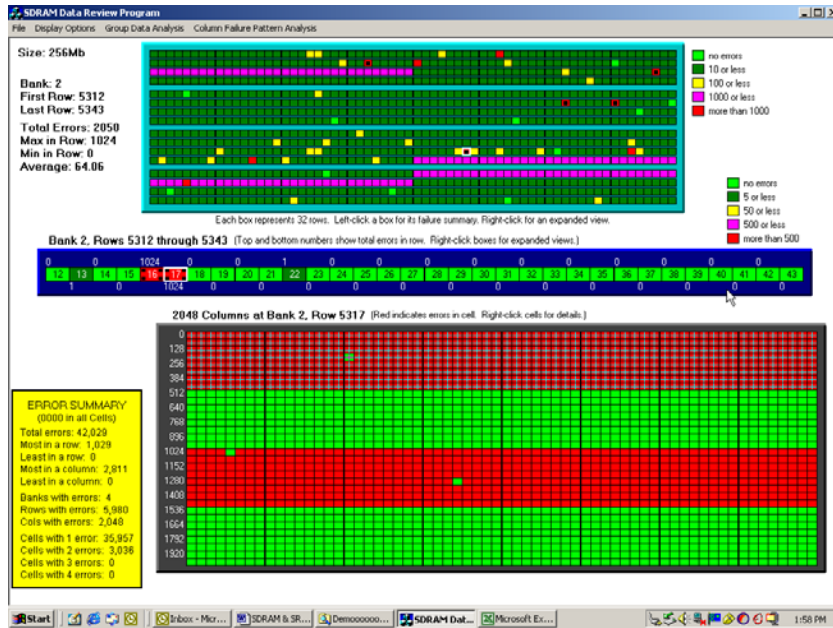 SDRAM Data Review Program
File Display Options Group Data Analysis Column Failure Pattern Analysis
Size: 256Mb
Bank: 2
First Row: 5312
Last Row: 5343
Total Errors: 2050
Max in Row: 1024
Min in Row: 0
Average: 64.06
no errors
10 or less
100 or less
1000 or less
more than 1000
no errors
5 or less
50 or less
500 or less
more than 500
Each box represents 32 rows. Left-click a box for its failure summary. Right-click for an expanded view.
Bank 2, Rows 5312 through 5343 (Top and bottom numbers show total errors in row. Right-click boxes for expanded views.)
0 0 1024 0 0 1 0 0 0 0 0 0 0 0 0 0
12 13 14 15 16 17 18 19 20 21 22 23 24 25 26 27 28 29 30 31 32 33 34 35 36 37 38 39 40 41 42 43
1 0 1024 0 0 0 0 0 0 0 0 0 0 0 0 0
2048 Columns at Bank 2, Row 5317 (Red indicates errors in cell. Right-click cells for details.)
0
128
256
384
512
640
768
896
1024
1152
1280
1408
1536
1664
1792
1920
ERROR SUMMARY
(0000 in all Cells)
Total errors: 42,029
Most in a row: 1,029
Least in a row: 0
Most in a column: 2,811
Least in a column: 0
Banks with errors: 4
Rows with errors: 5,980
Cols with errors: 2,048
Cells with 1 error: 35,957
Cells with 2 errors: 3,036
Cells with 3 errors: 0
Cells with 4 errors: 0
Start Inbox - Micr... SDRAM & SR... Demoooooo... SDRAM Dat... Microsoft Ex... 1:58 PM